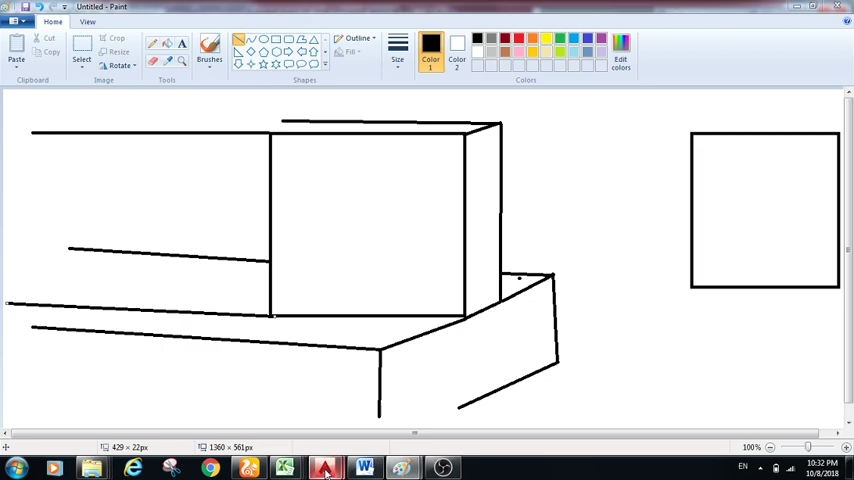 Untitled - Paint
Home View
Paste
Cut
Copy
Clipboard
Select
Crop
Resize
Rotate
Image
A
Tools
Brushes
Outline
Fill
Shapes
Size
Color
1
Color
2
Edit
colors
Colors
429 × 22px
1360 × 561px
100%
EN
10:32 PM
10/8/2018